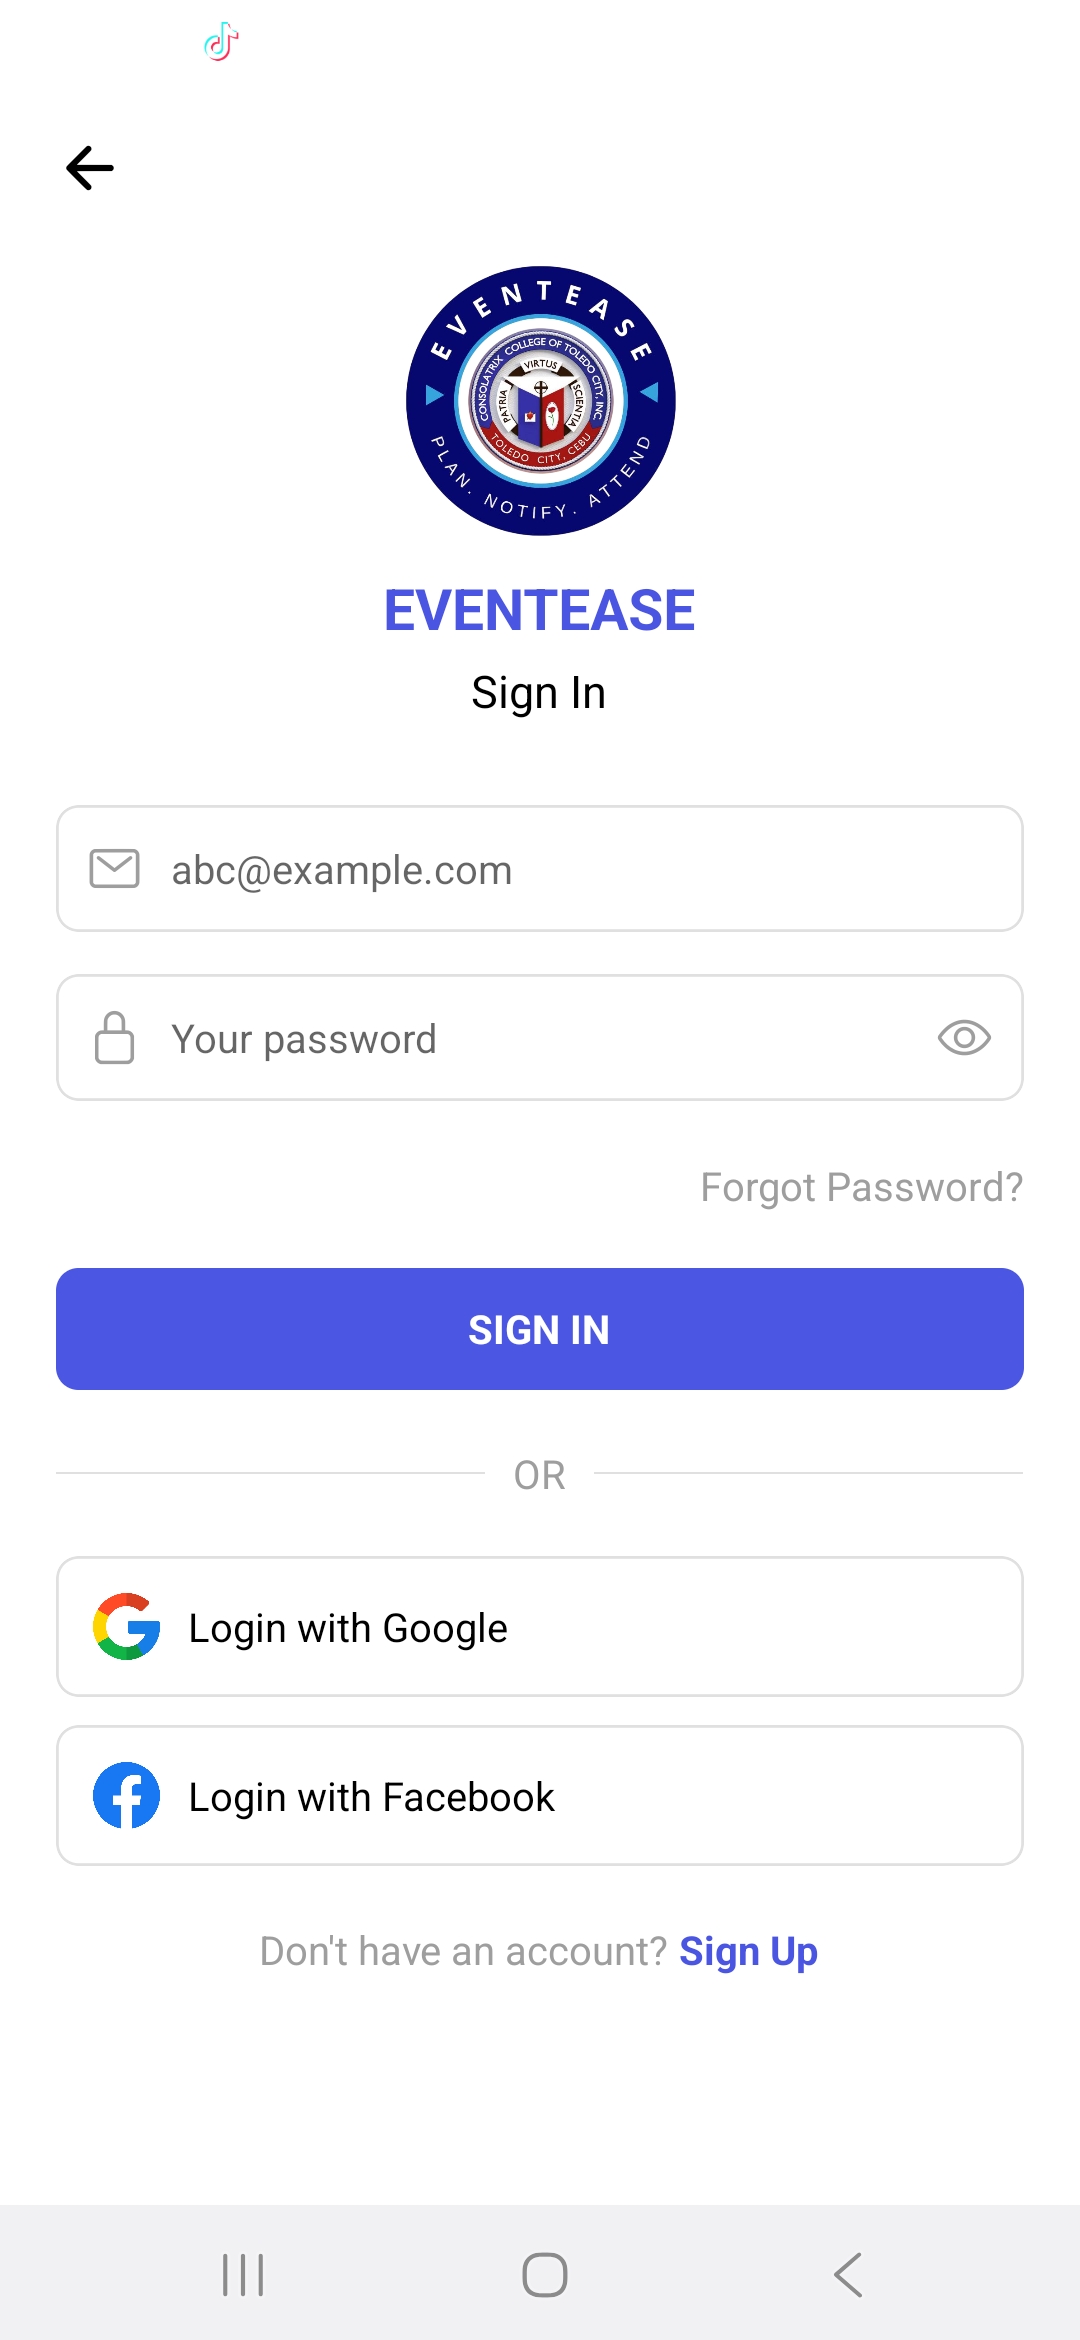 EVENTEASE
CONSOLATRIX COLLEGE OF TOLEDO CITY, INC.
VIRTUS
PATRIA
SCIENTIA
TOLEDO CITY, CEBU
PLAN. NOTIFY. ATTEND
EVENTEASE
Sign In
abc@example.com
Your password
Forgot Password?
SIGN IN
OR
Login with Google
Login with Facebook
Don't have an account? Sign Up